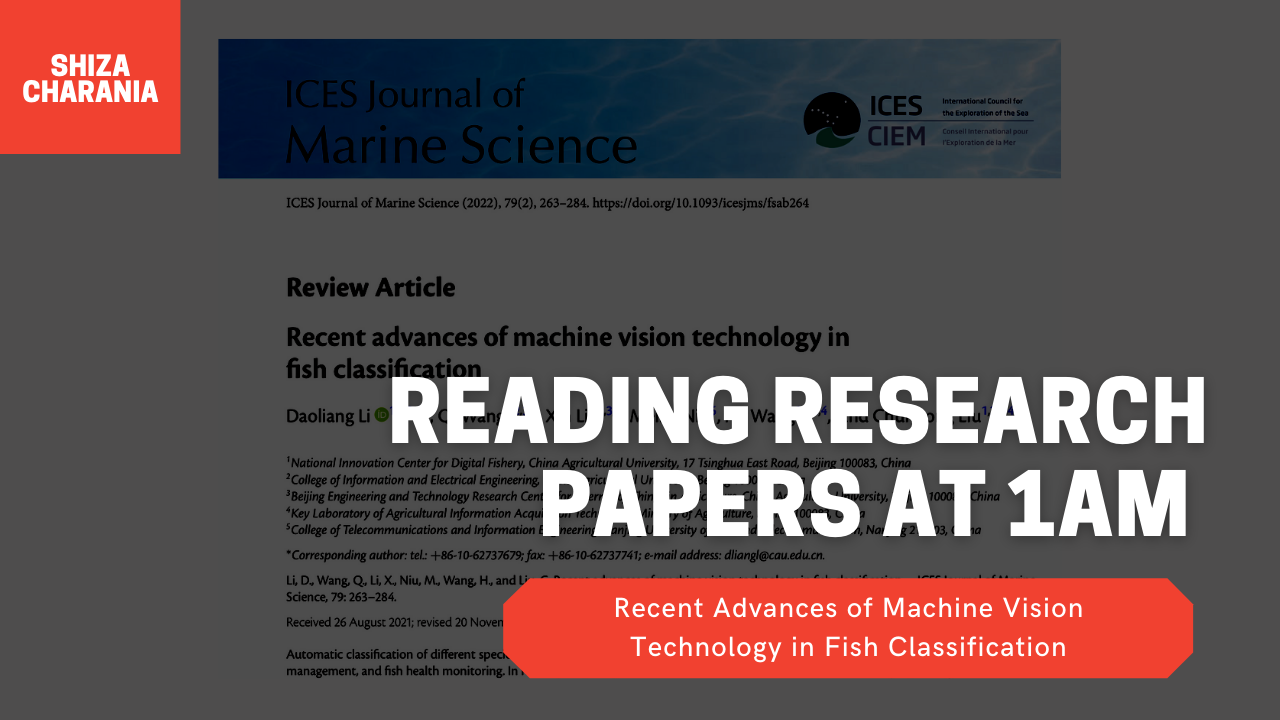 SHIZA
CHARANIA
ICES Journal of
Marine Science
ICES
CIEM
International Council for
the Exploration of the Sea
Conseil International pour
l'Exploration de la Mer
ICES Journal of Marine Science (2022), 79(2), 263–284. https://doi.org/10.1093/icesjms/fsab264
Review Article
Recent advances of machine vision technology in
fish classification
Daoliang Li
READING RESEARCH
PAPERS AT 1AM
1National Innovation Center for Digital Fishery, China Agricultural University, 17 Tsinghua East Road, Beijing 100083, China
2College of Information and Electrical Engineering,
3Beijing Engineering and Technology Research
4Key Laboratory of Agricultural Information
5College of Telecommunications and Information
*Corresponding author: tel.: +86-10-62737679; fax: +86-10-62737741; e-mail address: dliangl@cau.edu.cn.
Li, D., Wang, Q., Li, X., Niu, M., Wang, H., and
Science, 79: 263–284.
Received 26 August 2021; revised 20
Automatic classification of different
management, and fish health monitoring. In
Recent Advances of Machine Vision
Technology in Fish Classification